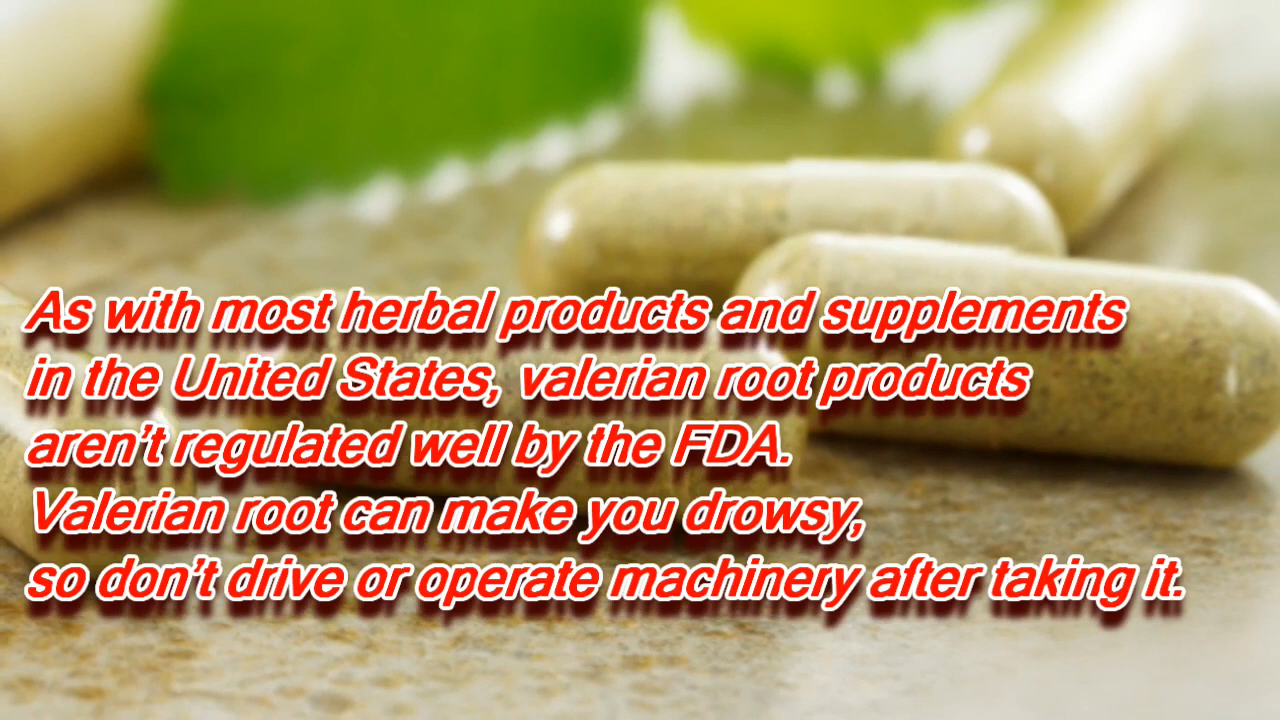 As with most herbal products and supplements
in the United States, valerian root products
aren’t regulated well by the FDA.
Valerian root can make you drowsy,
so don’t drive or operate machinery after taking it.